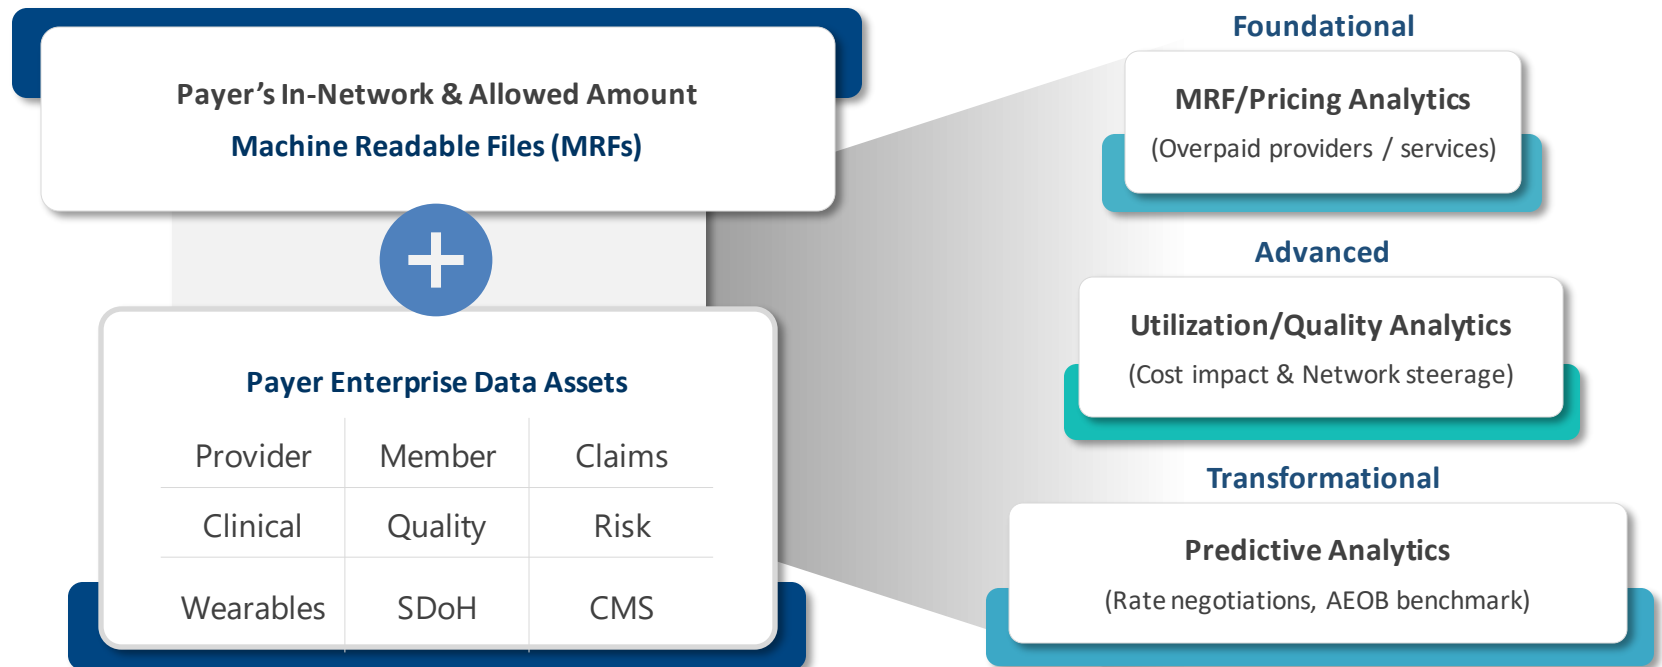 Payer’s In-Network & Allowed Amount
Machine Readable Files (MRFs)
+
Payer Enterprise Data Assets
Provider Member Claims
Clinical Quality Risk
Wearables SDoH CMS
Foundational
MRF/Pricing Analytics
(Overpaid providers / services)
Advanced
Utilization/Quality Analytics
(Cost impact & Network steerage)
Transformational
Predictive Analytics
(Rate negotiations, AEOB benchmark)